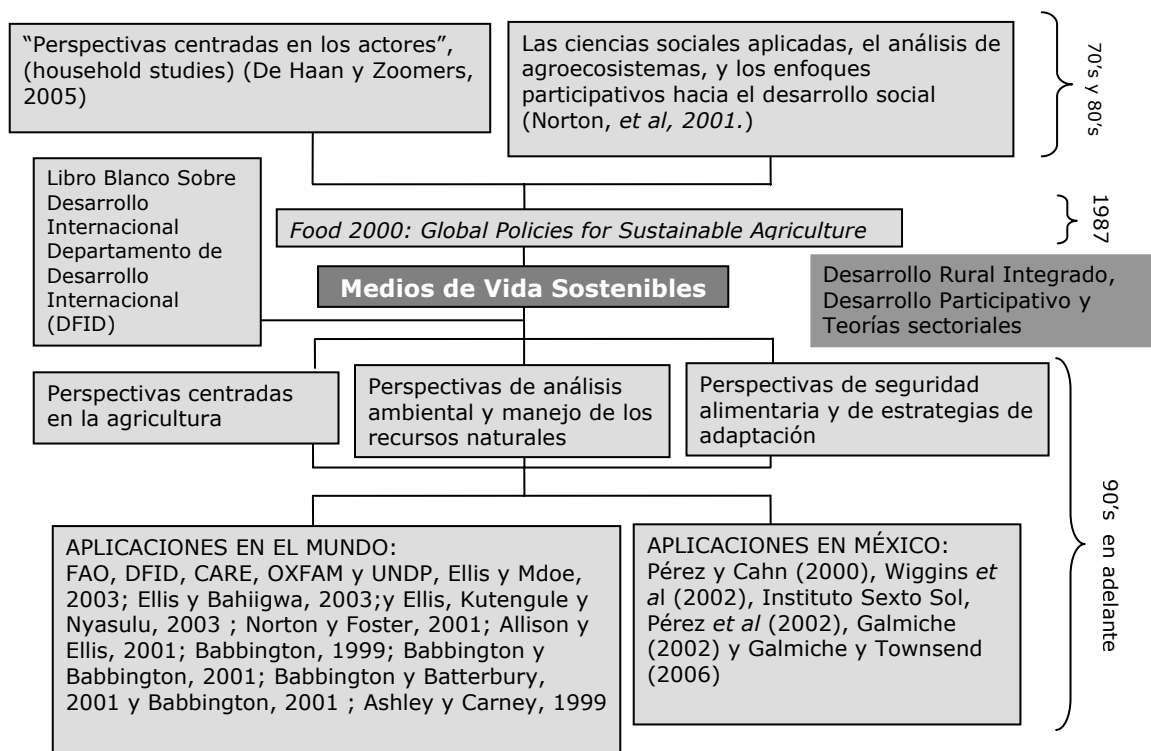 “Perspectivas centradas en los actores”,
(household studies) (De Haan y Zoomers,
2005)
Las ciencias sociales aplicadas, el análisis de
agroecosistemas, y los enfoques
participativos hacia el desarrollo social
(Norton, et al, 2001.)
70’s y 80’s
Libro Blanco Sobre
Desarrollo
Internacional
Departamento de
Desarrollo
Internacional
(DFID)
Food 2000: Global Policies for Sustainable Agriculture
1987
Medios de Vida Sostenibles
Desarrollo Rural Integrado,
Desarrollo Participativo y
Teorías sectoriales
Perspectivas centradas
en la agricultura
Perspectivas de análisis
ambiental y manejo de los
recursos naturales
Perspectivas de seguridad
alimentaria y de estrategias de
adaptación
90’s en adelante
APLICACIONES EN EL MUNDO:
FAO, DFID, CARE, OXFAM y UNDP, Ellis y Mdoe,
2003; Ellis y Bahiigwa, 2003;y Ellis, Kutengule y
Nyasulu, 2003 ; Norton y Foster, 2001; Allison y
Ellis, 2001; Babbington, 1999; Babbington y
Babbington, 2001; Babbington y Batterbury,
2001 y Babbington, 2001 ; Ashley y Carney, 1999
APLICACIONES EN MÉXICO:
Pérez y Cahn (2000), Wiggins et
al (2002), Instituto Sexto Sol,
Pérez et al (2002), Galmiche
(2002) y Galmiche y Townsend
(2006)